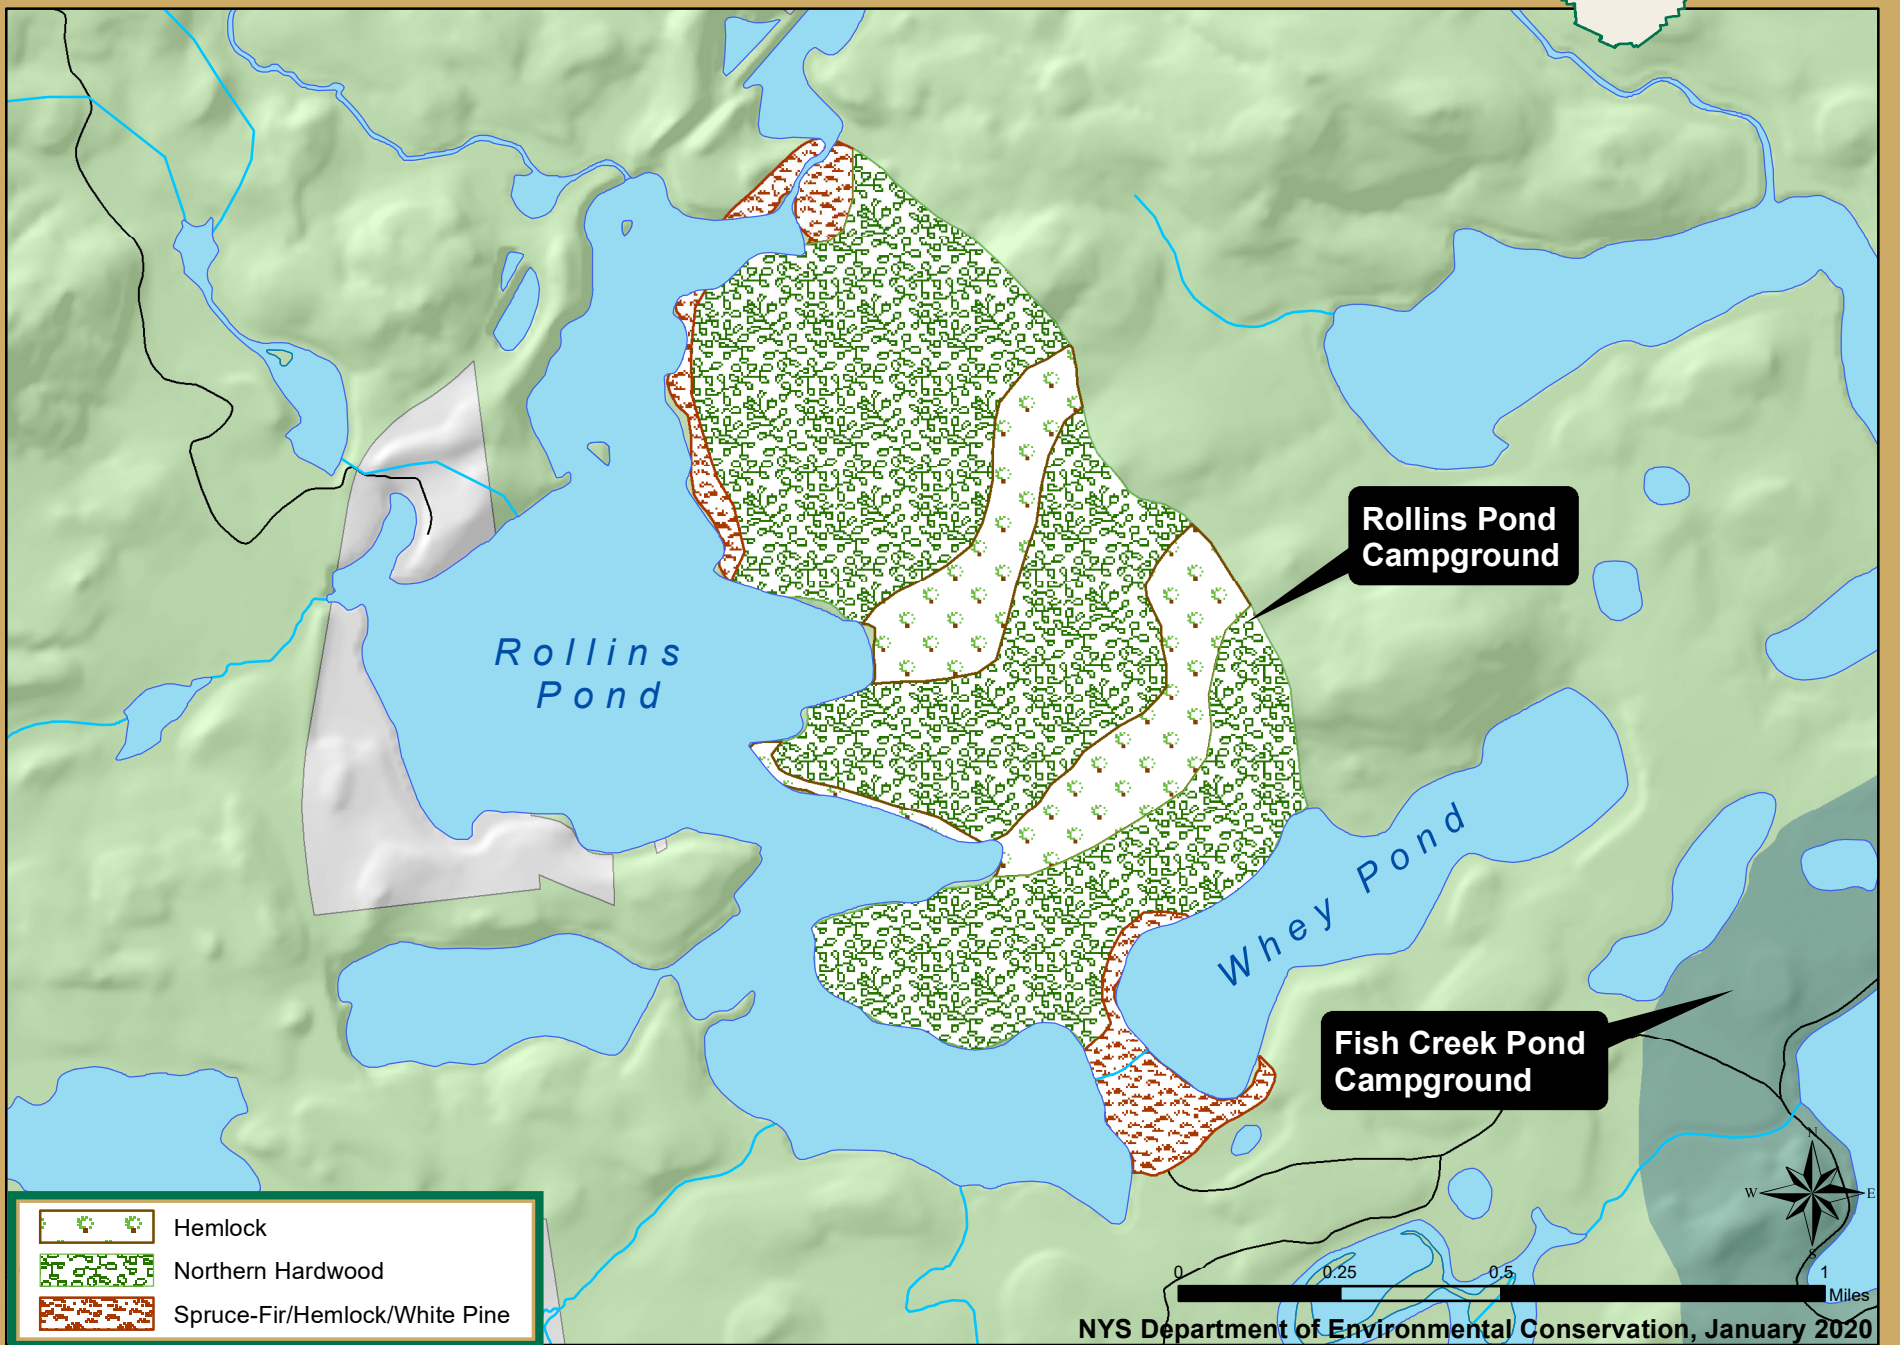 Rollins Pond
Campground
Rollins
Pond
Whey Pond
Fish Creek Pond
Campground
N
W
E
S
Hemlock
Northern Hardwood
Spruce-Fir/Hemlock/White Pine
0
0.25
0.5
1
Miles
NYS Department of Environmental Conservation, January 2020